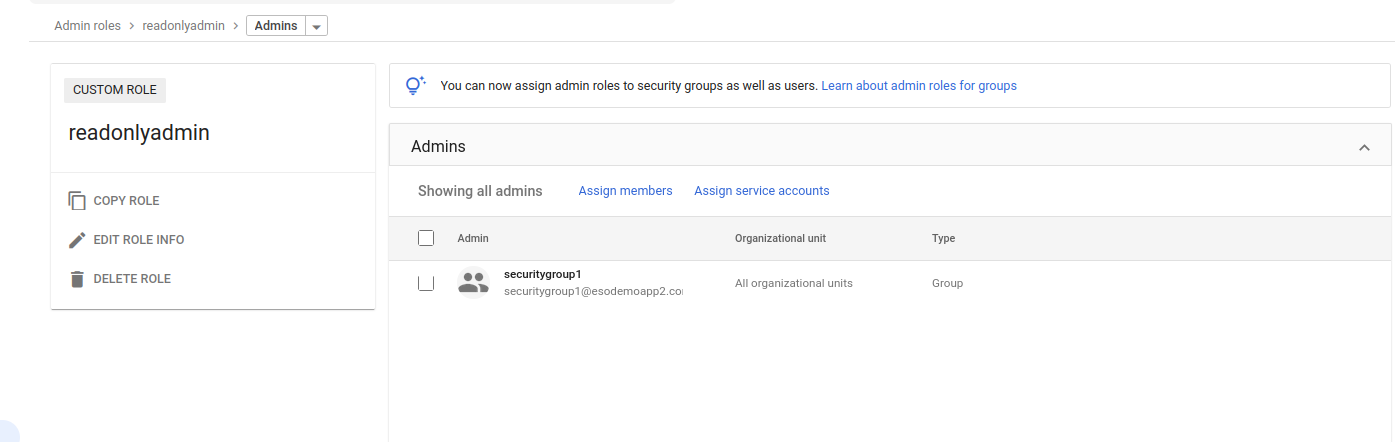 Admin roles > readonlyadmin > Admins
CUSTOM ROLE
readonlyadmin
COPY ROLE
EDIT ROLE INFO
DELETE ROLE
You can now assign admin roles to security groups as well as users. Learn about admin roles for groups
Admins
Showing all admins Assign members Assign service accounts
Admin Organizational unit Type
securitygroup1
securitygroup1@esodemoapp2.co
All organizational units Group